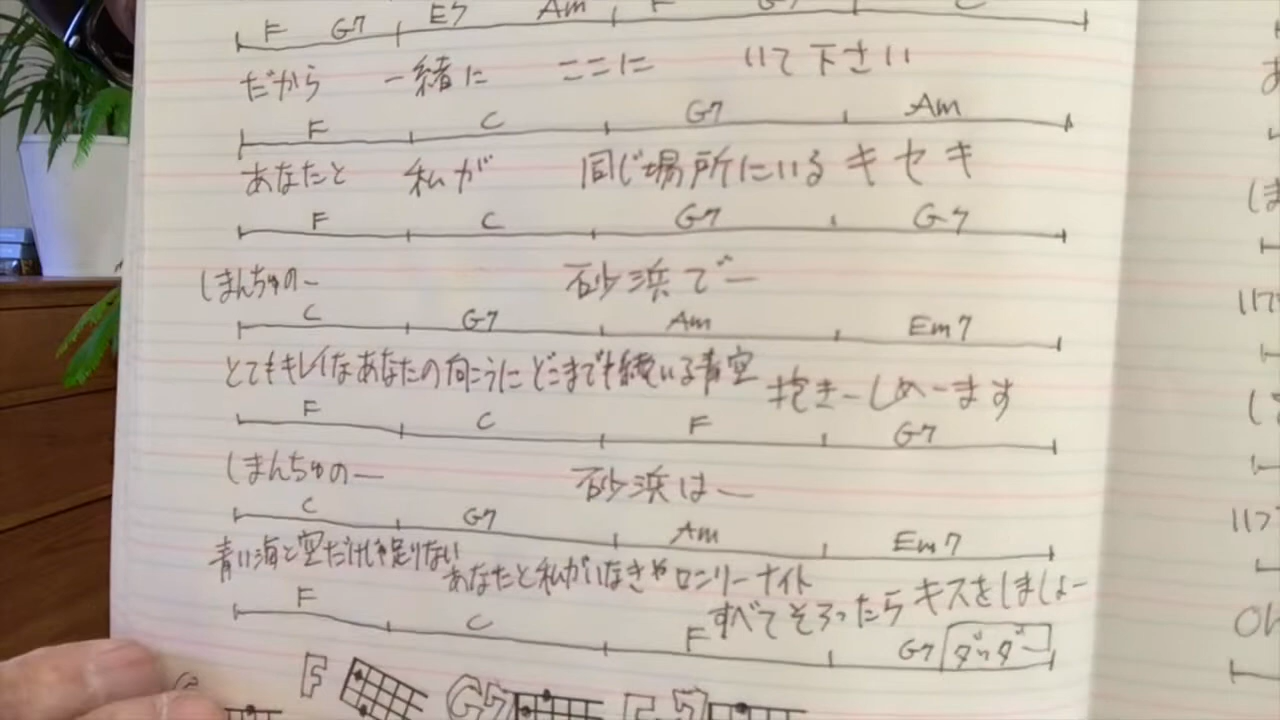 F G7 E7 Am
だから 一緒に ここに いて下さい
F C G7 Am
あなたと 私が 同じ場所にいる キセキ
F C G7 G7
しまんちゅのー 砂浜でー
C G7 Am Em7
とてもキレイなあなたの向こうに どこまでも続いる青空 抱きーしめーます
F C F G7
しまんちゅのー 砂浜はー
C G7 Am Em7
青い海と空だけじゃ足りない あなたと私がいなきゃ ロンリーナイト すべてそろったら キスをしましょー
F C F G7 ダッダー
F G7